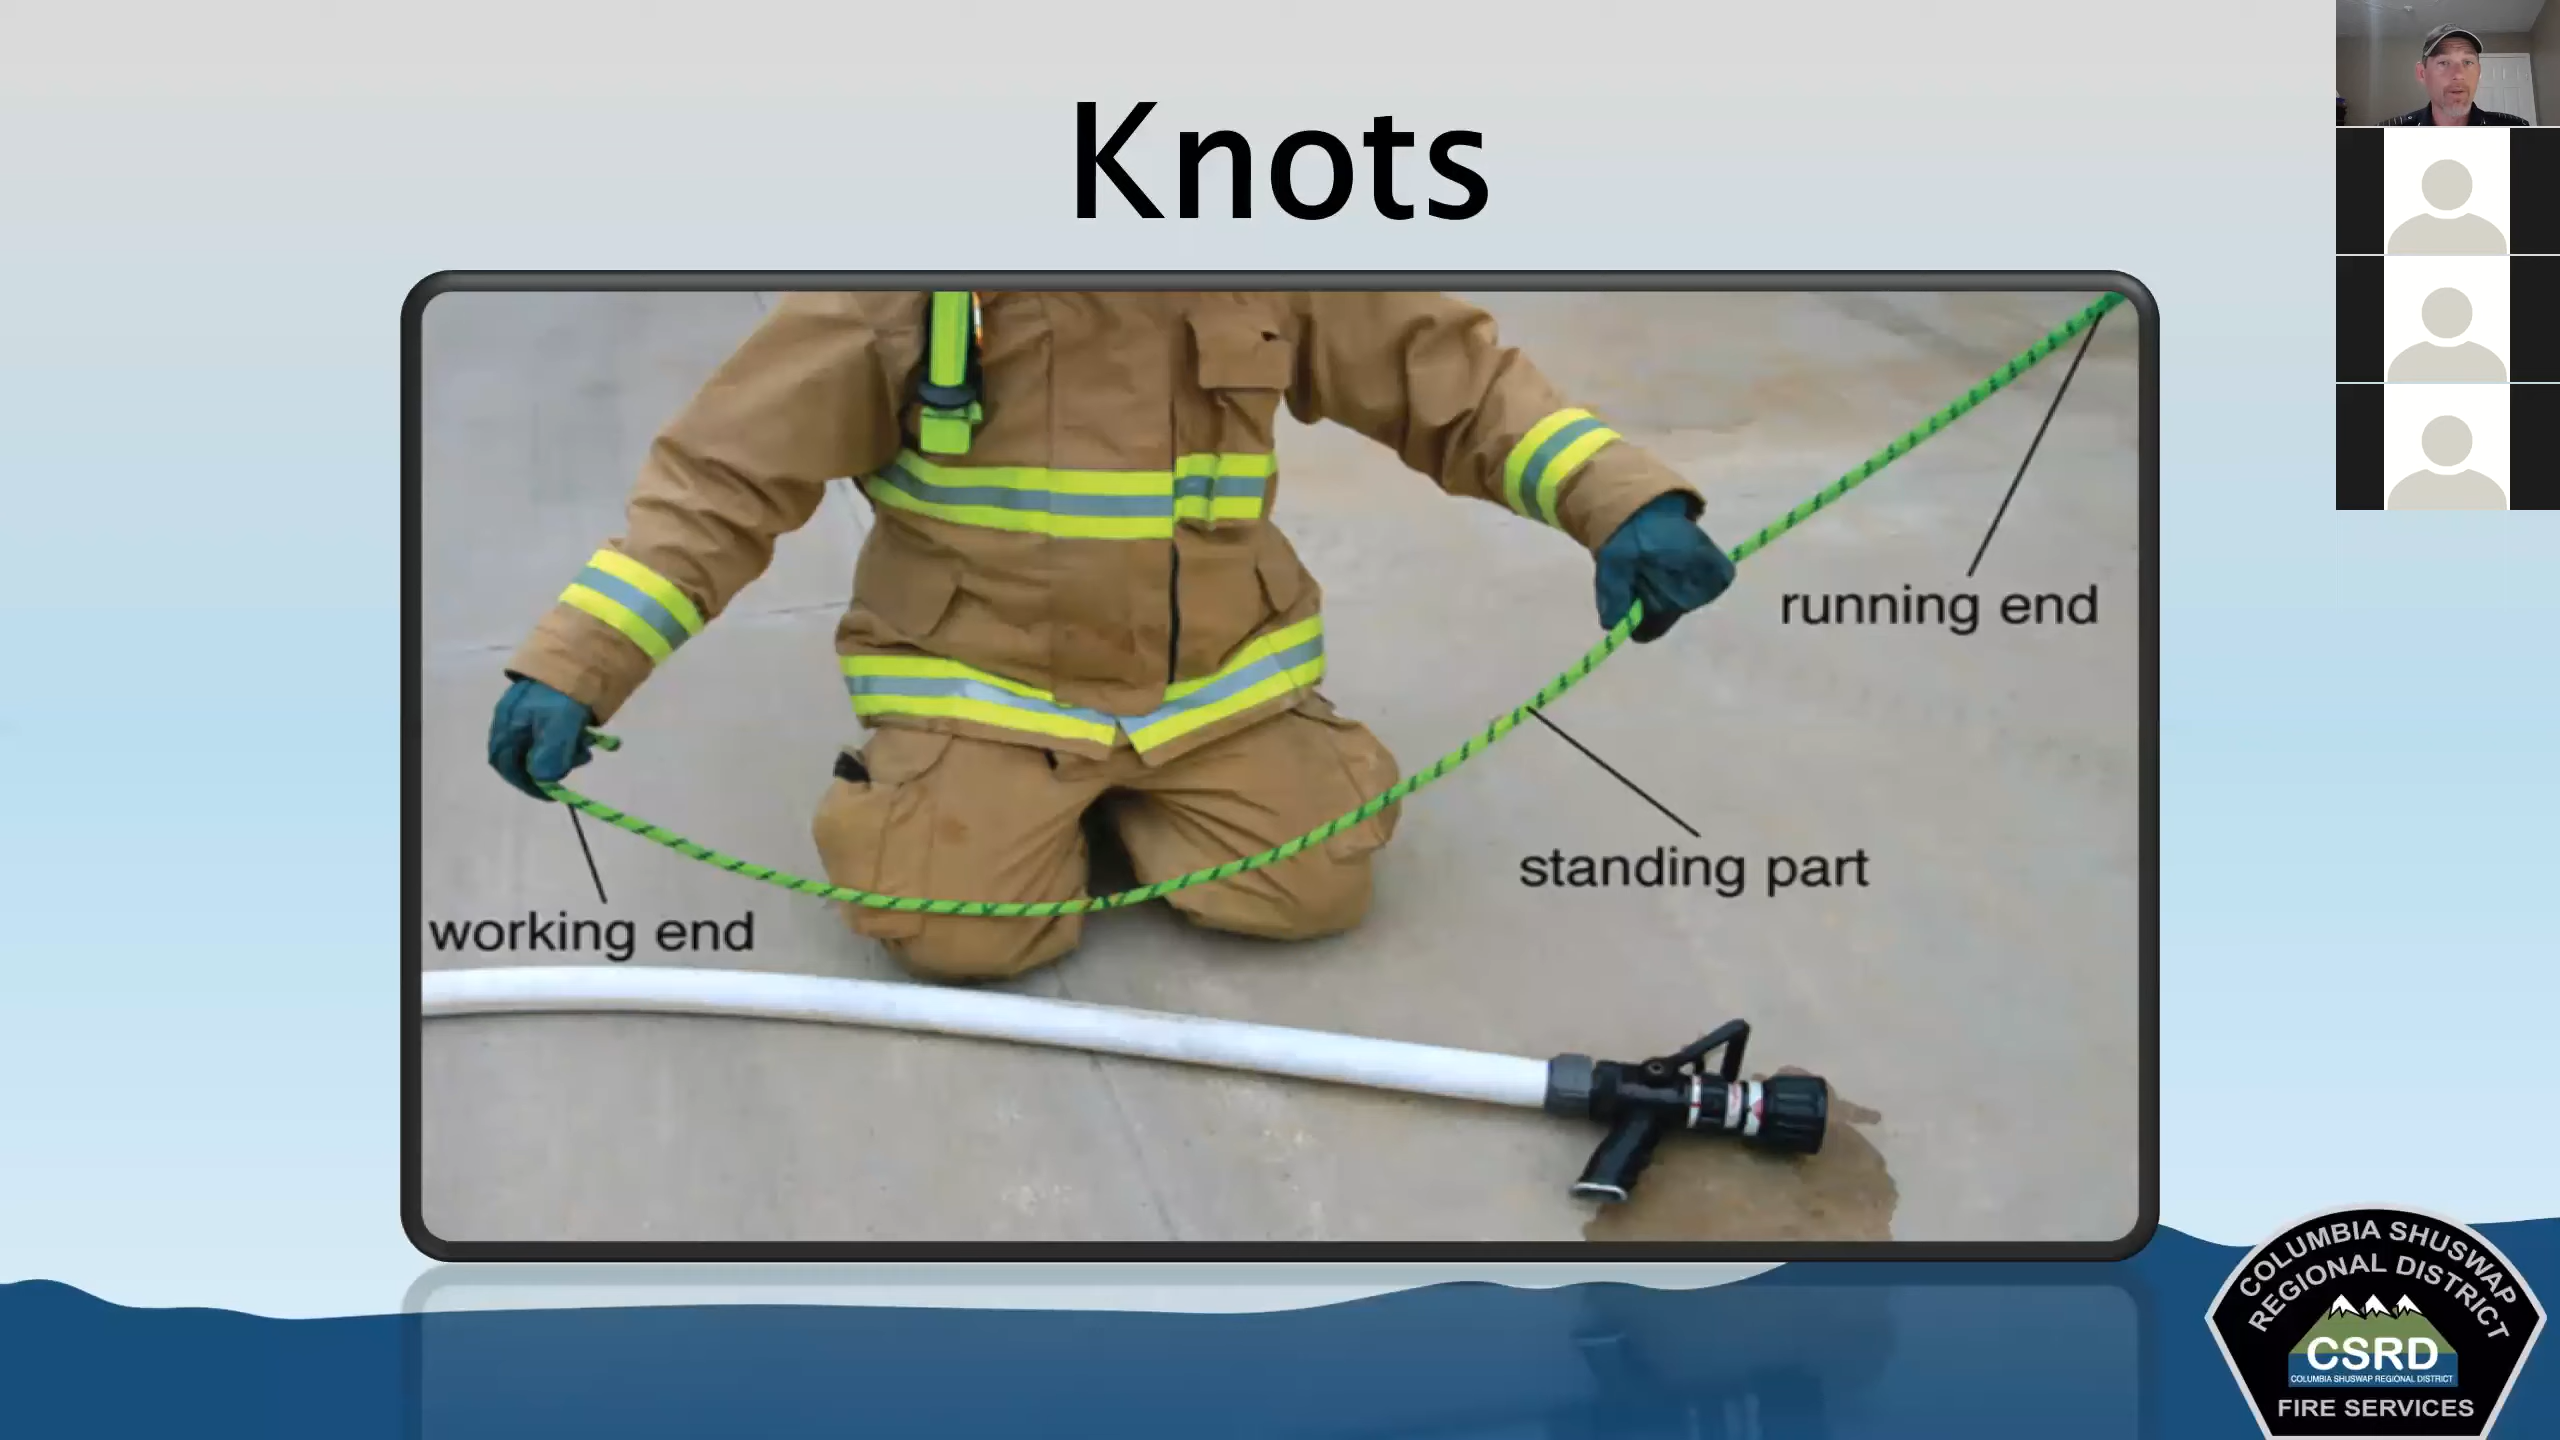 Knots
running end
standing part
working end
COLUMBIA SHUSWAP
REGIONAL DISTRICT
CSRD
COLUMBIA SHUSWAP REGIONAL DISTRICT
FIRE SERVICES